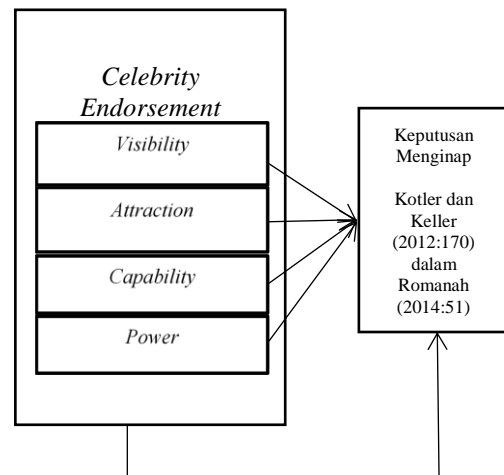 Celebrity
Endorsement
Visibility
Attraction
Capability
Power
Keputusan
Menginap
Kotler dan
Keller
(2012:170)
dalam
Romanah
(2014:51)